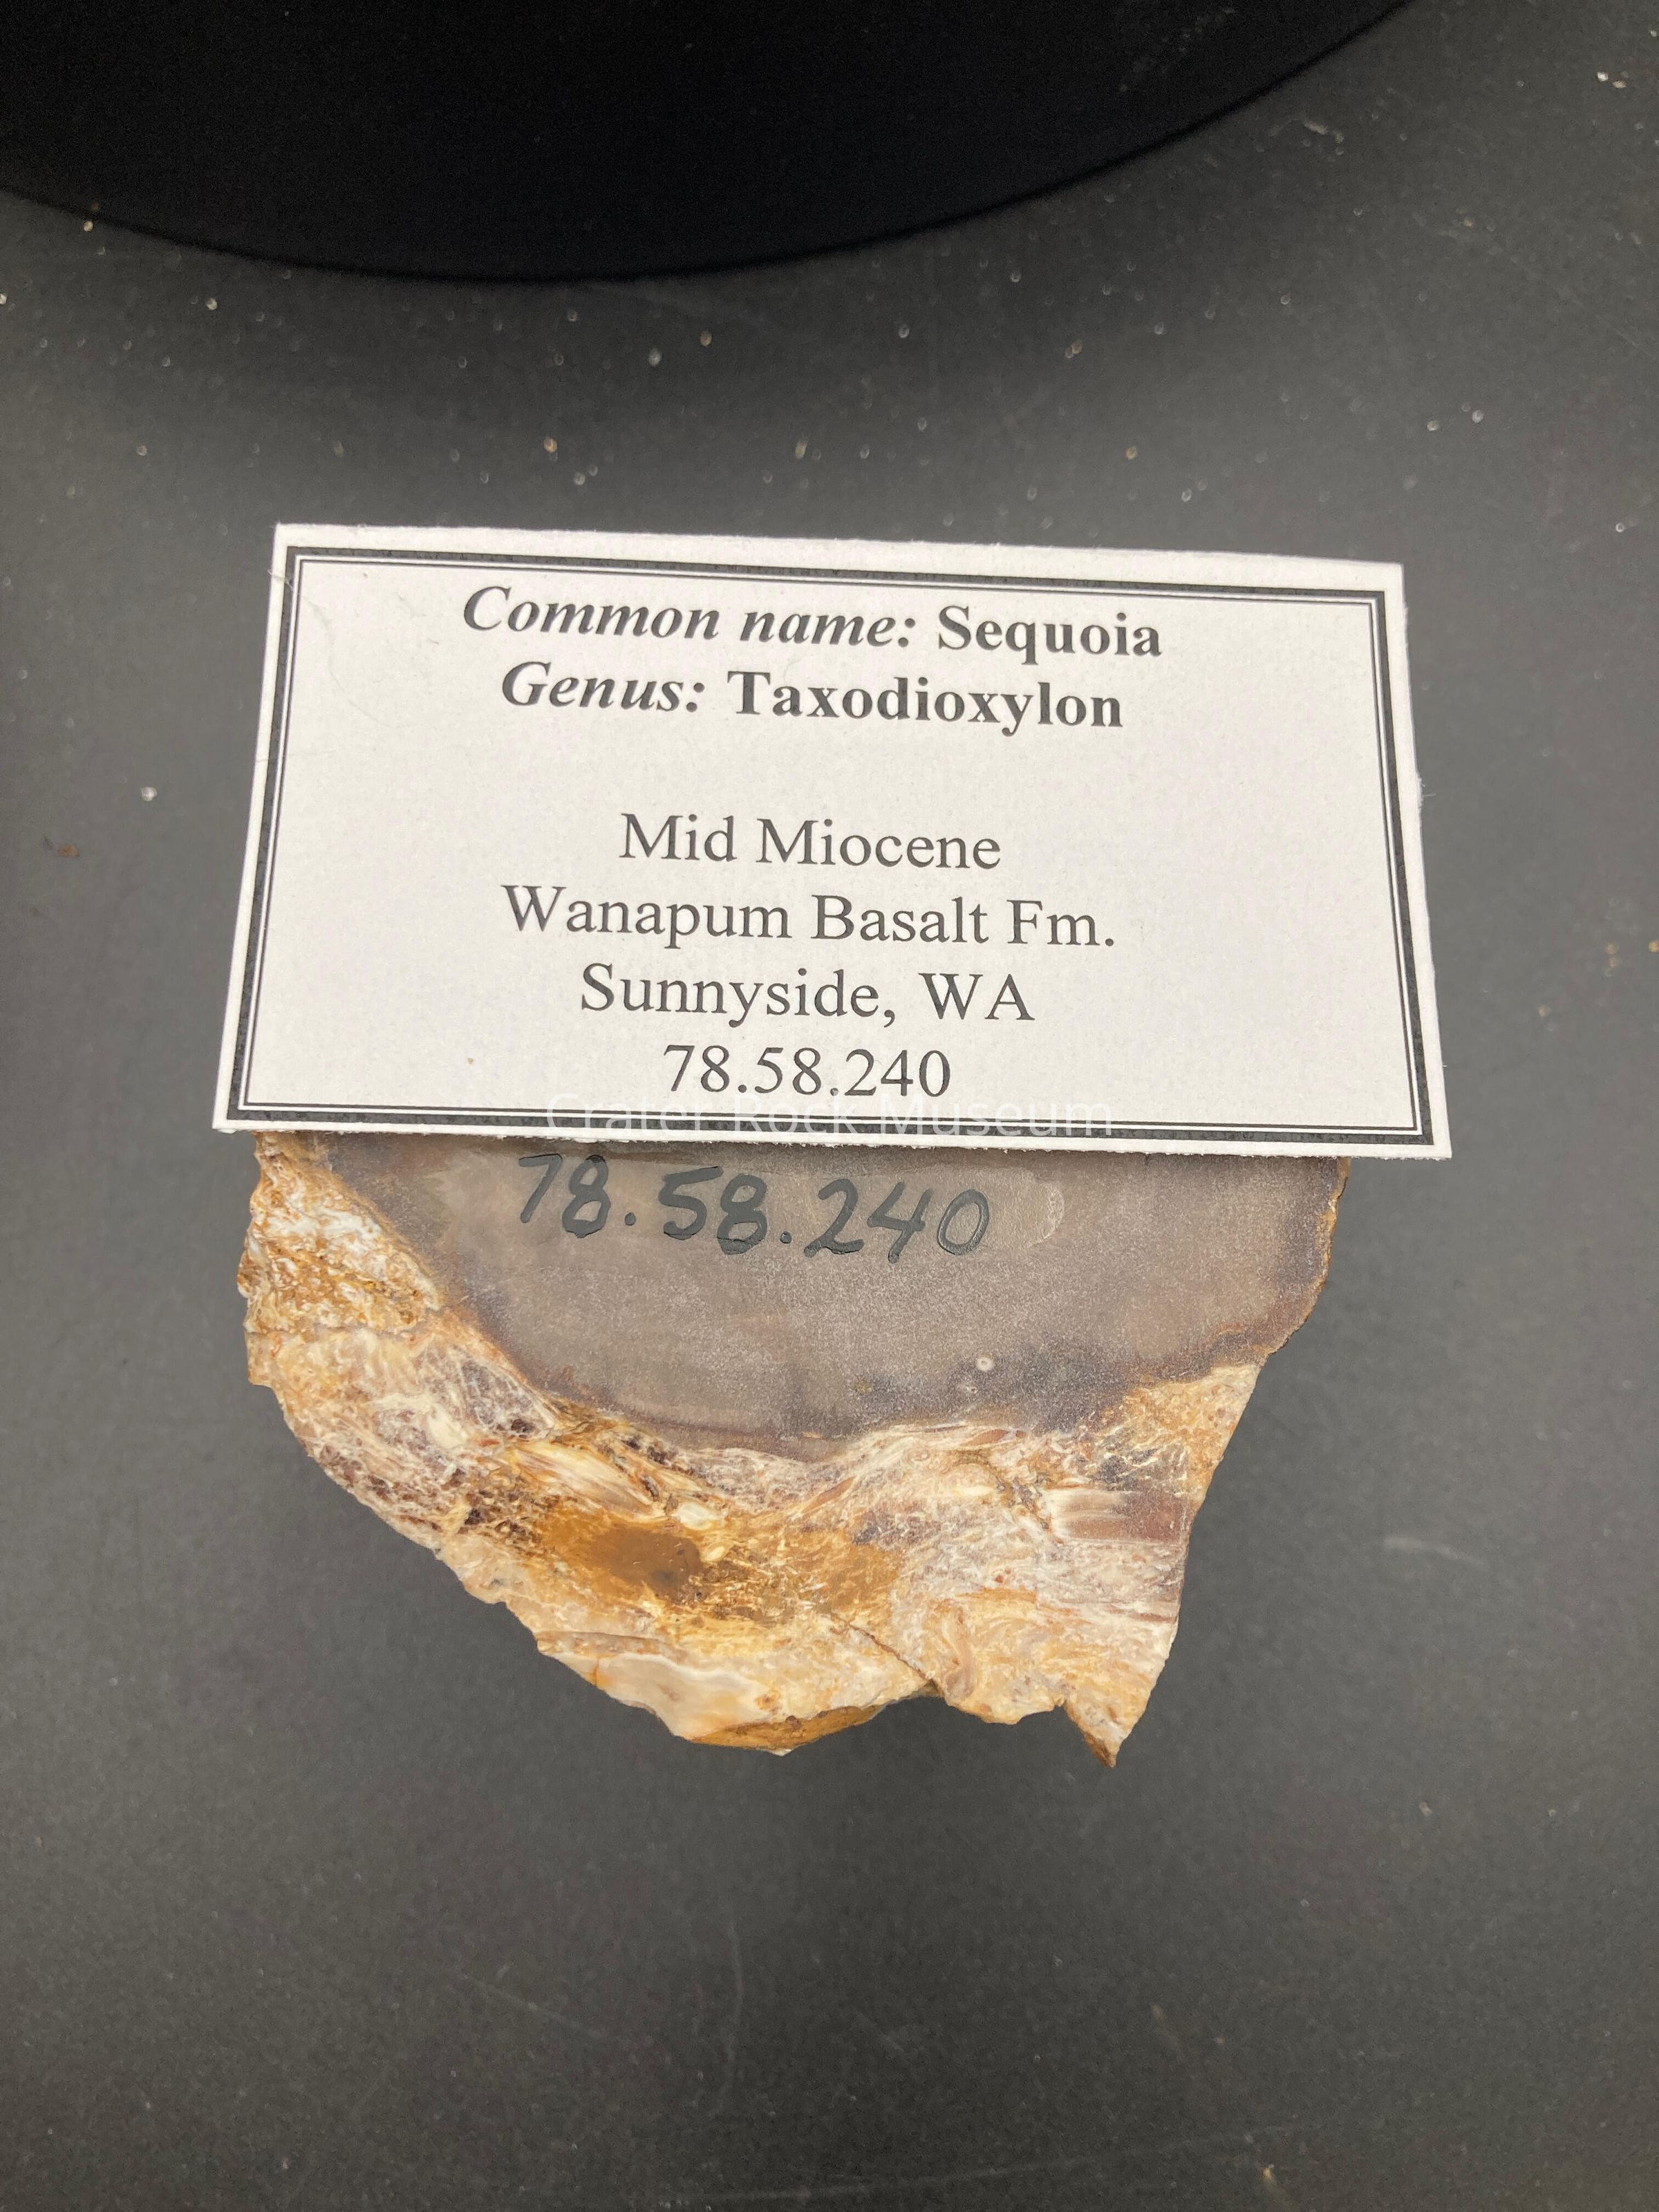 Common name: Sequoia
Genus: Taxodioxylon
Mid Miocene
Wanapum Basalt Fm.
Sunnyside, WA
78.58.240
Crater Rock Museum
78.58.240